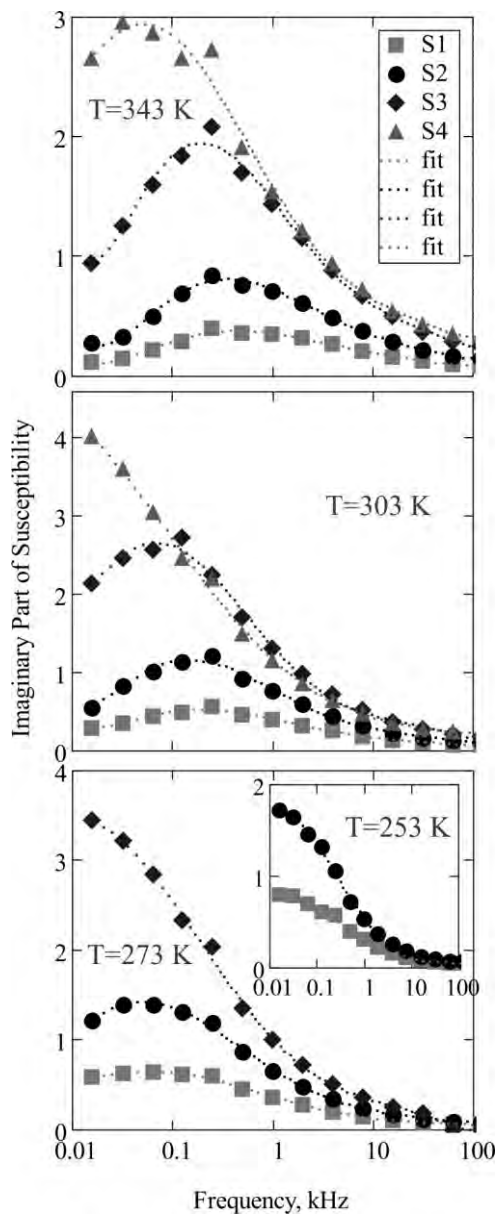 3
S1
S2
T=343 K
S3
2
S4
fit
fit
fit
1
fit
0
4
T=303 K
3
2
1
0
Imaginary Part of Susceptibility
4
2
T=253 K
3
1
T=273 K
2
0
0.01 0.1 1 10 100
1
0
0.01 0.1 1 10 100
Frequency, kHz